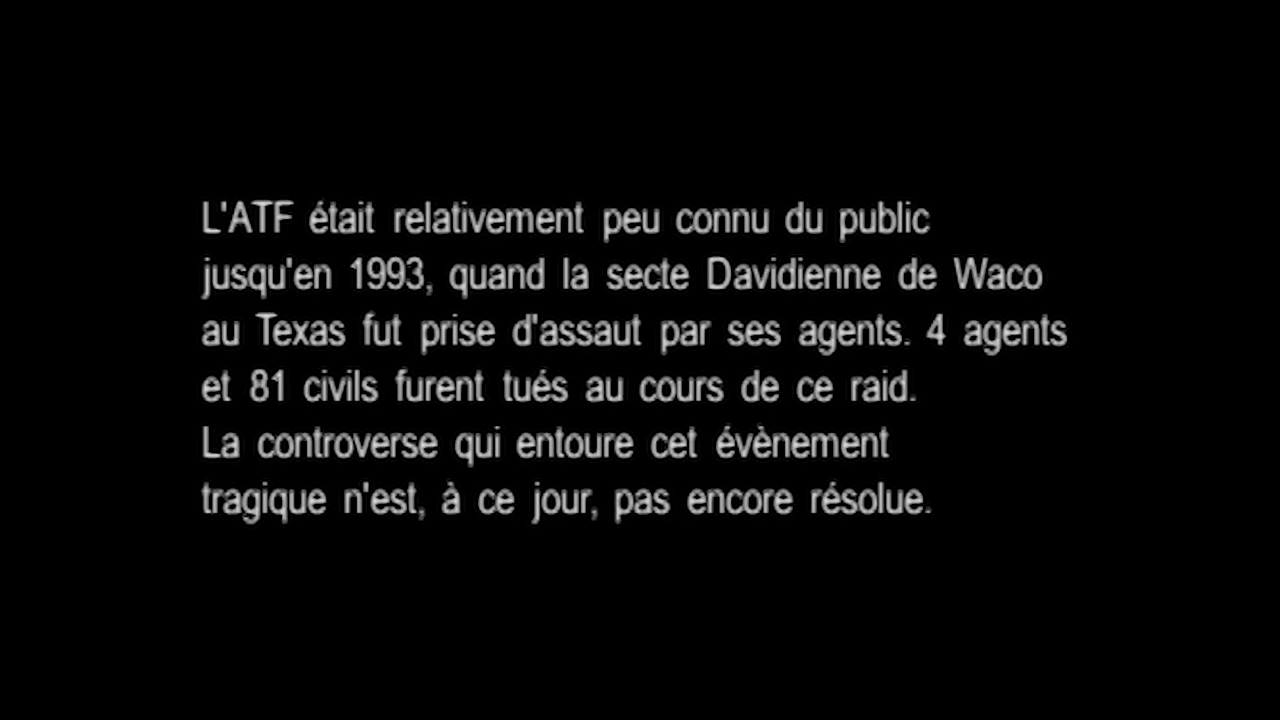 L'ATF était relativement peu connu du public
jusqu'en 1993, quand la secte Davidienne de Waco
au Texas fut prise d'assaut par ses agents. 4 agents
et 81 civils furent tués au cours de ce raid.
La controverse qui entoure cet évènement
tragique n'est, à ce jour, pas encore résolue.